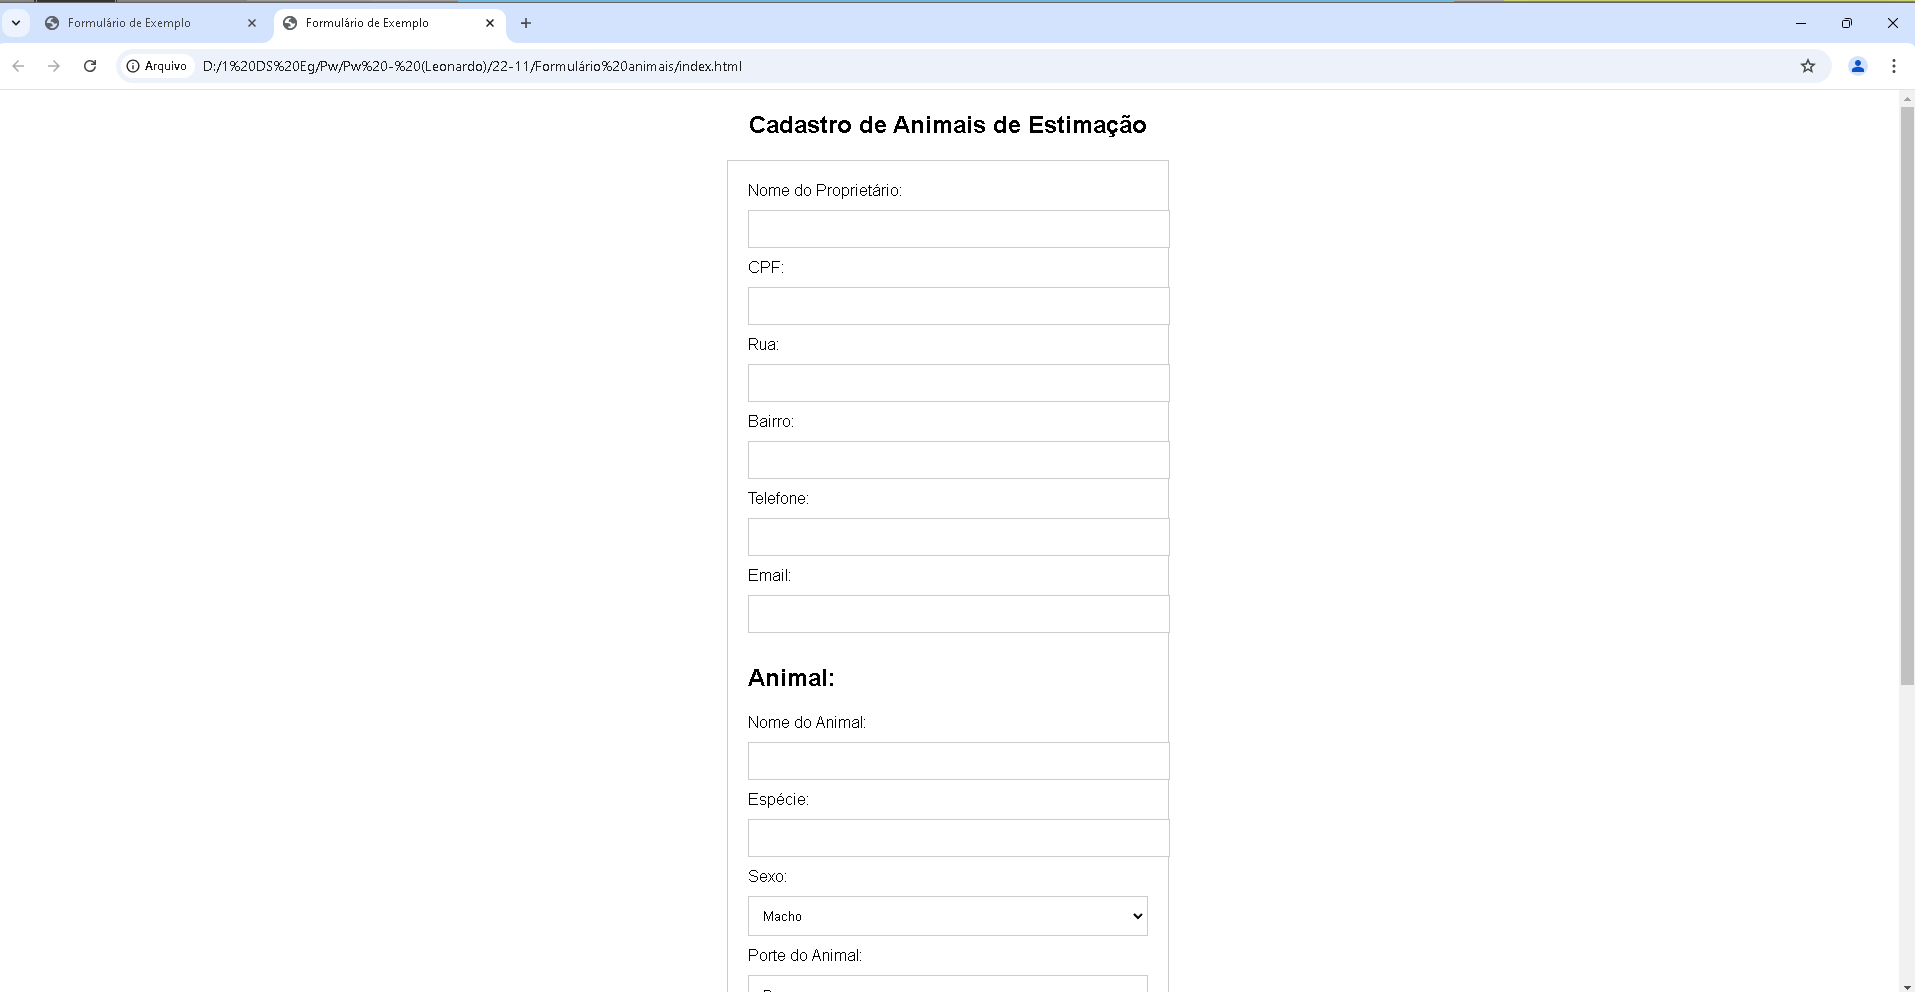 Formulário de Exemplo
Formulário de Exemplo
Arquivo
D:/1%20DS%20Eg/Pw/Pw%20-%20(Leonardo)/22-11/Formulário%20animais/index.html
Cadastro de Animais de Estimação
Nome do Proprietário:
CPF:
Rua:
Bairro:
Telefone:
Email:
Animal:
Nome do Animal:
Espécie:
Sexo:
Macho
Porte do Animal: